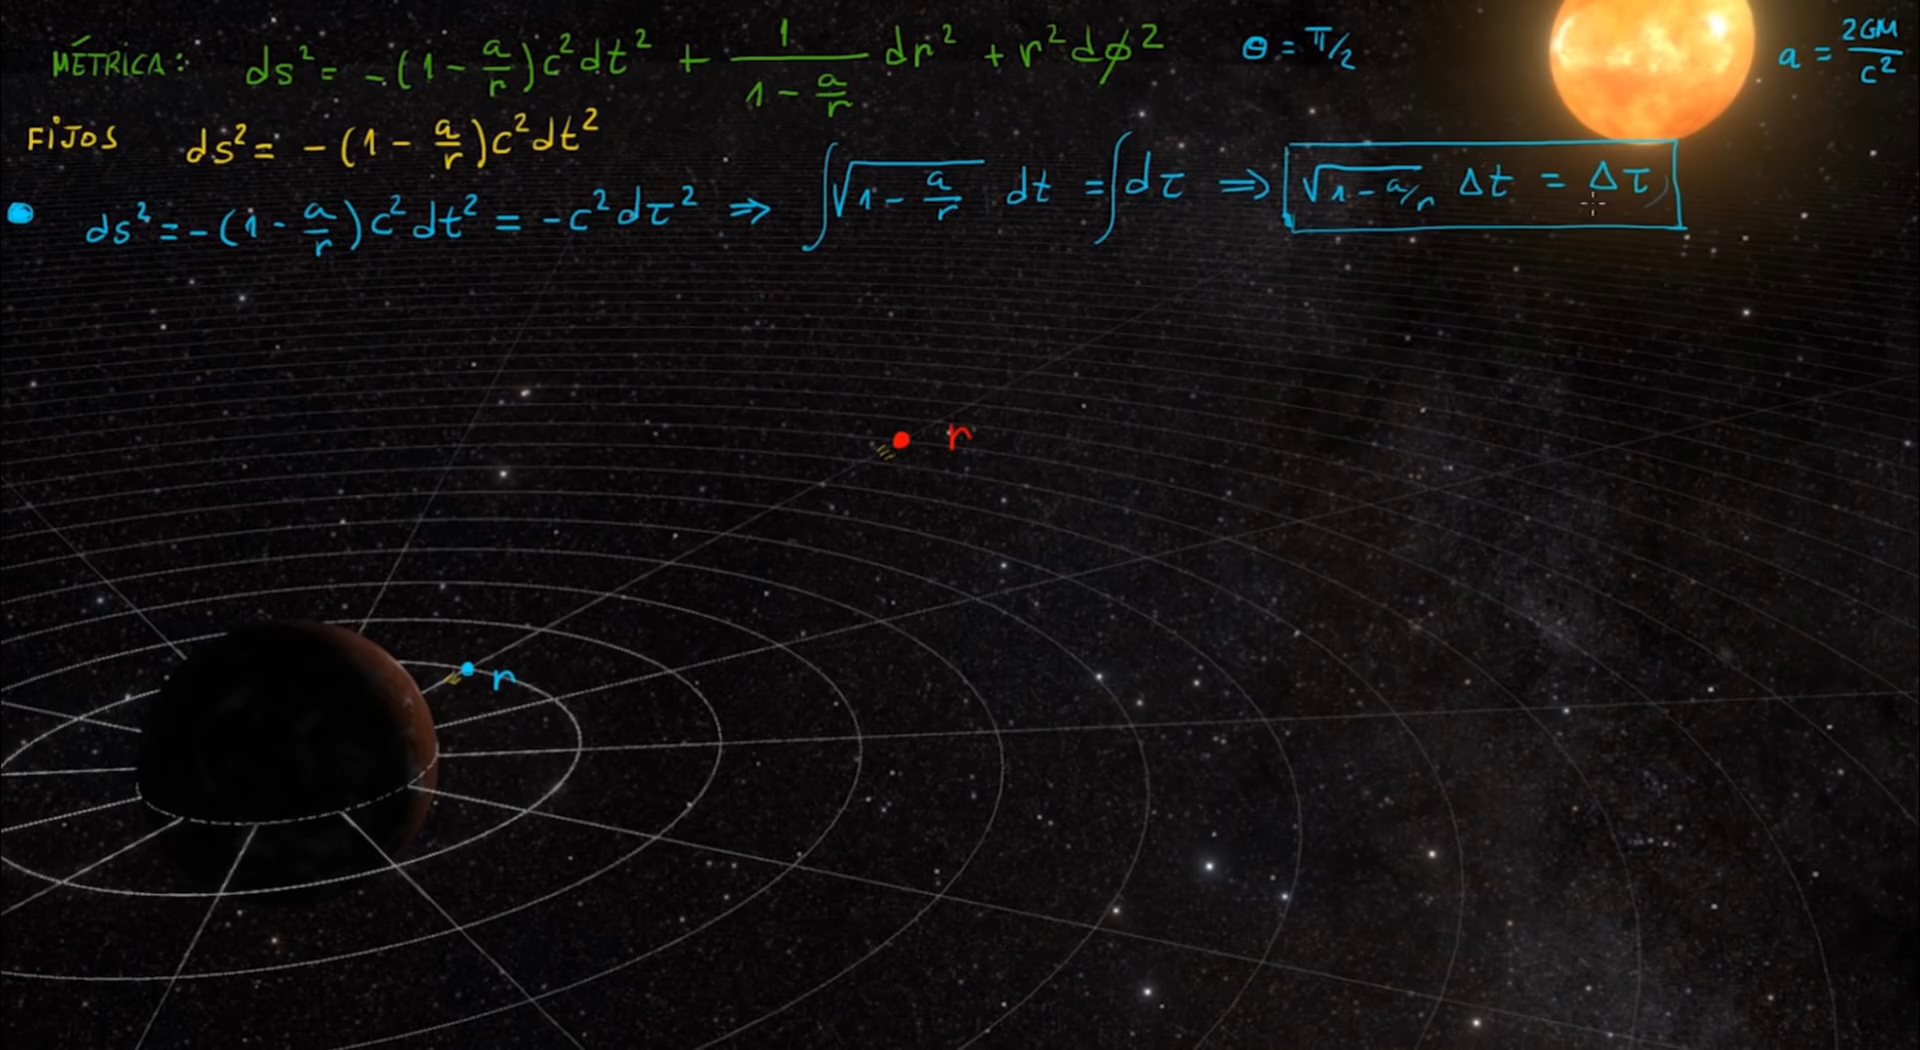 MÉTRICA: ds² = -(1 - a/r)c²dt² + 1/(1 - a/r) dr² + r²dϕ² θ = π/2 a = 2GM/c²
FIJOS ds² = -(1 - a/r)c²dt²
ds² = -(1 - a/r)c²dt² = -c²dτ² ⇒ ∫√(1 - a/r) dt = ∫dτ ⇒ √(1 - a/r) Δt = Δτ
r
r